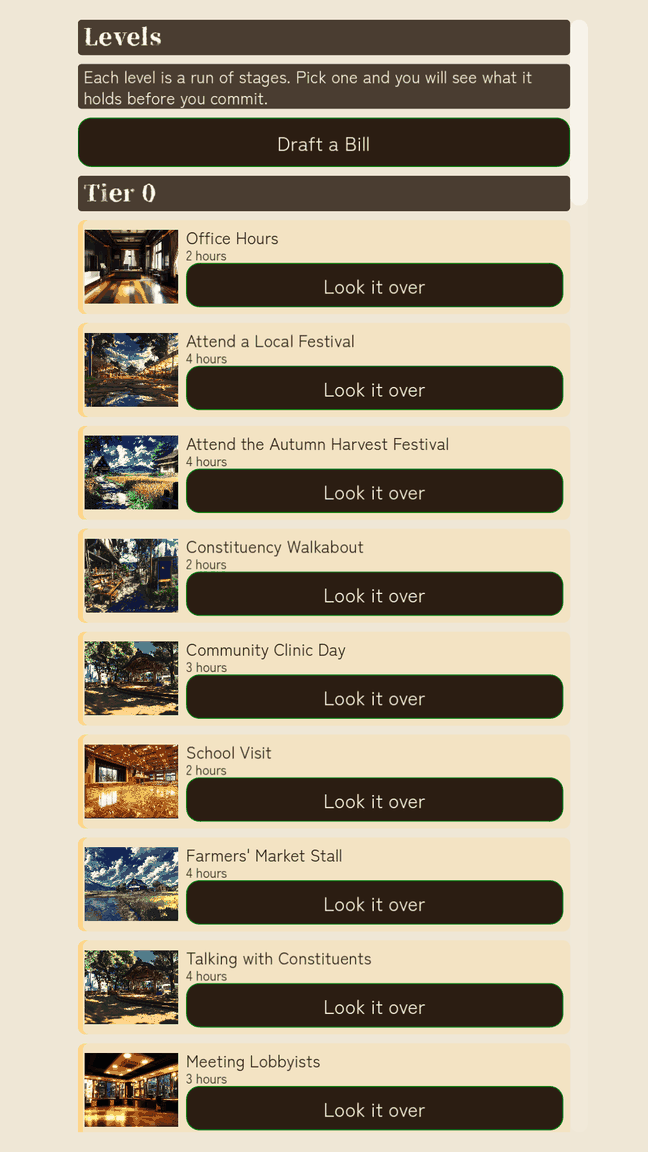 Levels
Each level is a run of stages. Pick one and you will see what it
holds before you commit.
Draft a Bill
Tier 0
Office Hours
2 hours
Look it over
Attend a Local Festival
4 hours
Look it over
Attend the Autumn Harvest Festival
4 hours
Look it over
Constituency Walkabout
2 hours
Look it over
Community Clinic Day
3 hours
Look it over
School Visit
2 hours
Look it over
Farmers' Market Stall
4 hours
Look it over
Talking with Constituents
4 hours
Look it over
Meeting Lobbyists
3 hours
Look it over